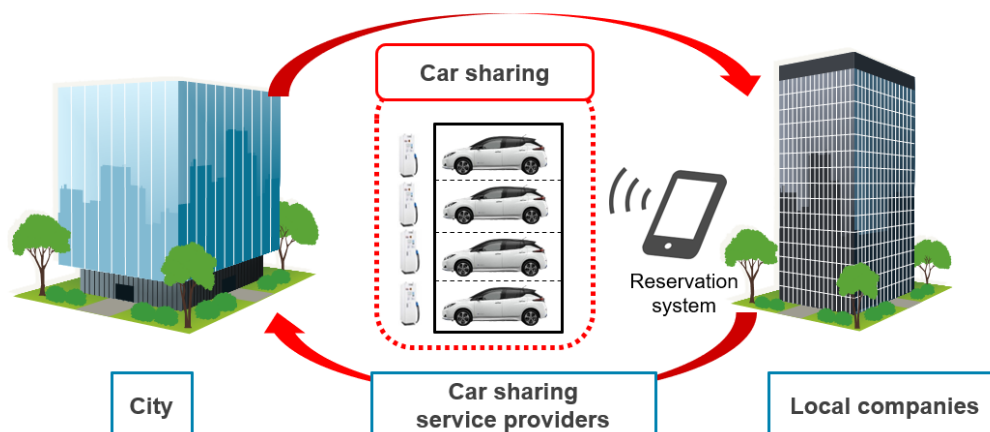 Car sharing
Reservation
system
City
Car sharing
service providers
Local companies